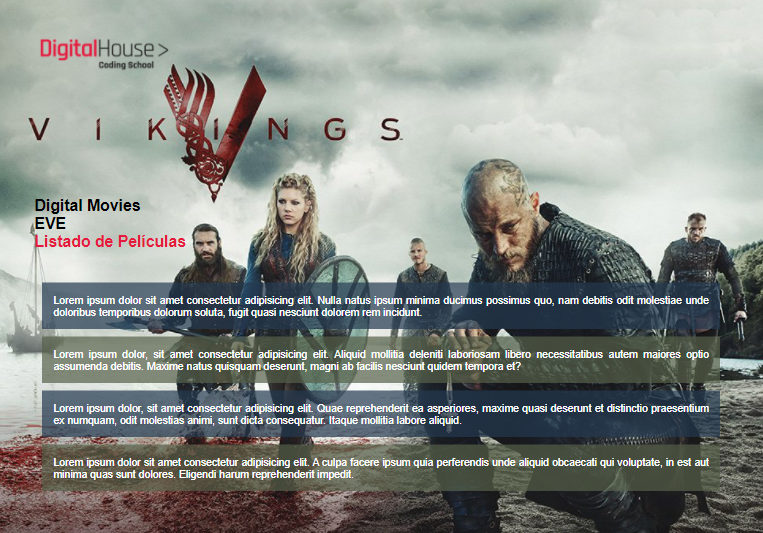 DigitalHouse>
Coding School
VIKINGS
Digital Movies
EVE
Listado de Películas
Lorem ipsum dolor sit amet consectetur adipisicing elit. Nulla natus ipsum minima ducimus possimus quo, nam debitis odit molestiae unde
doloribus temporibus dolorum soluta, fugit quasi nesciunt dolorem rem incidunt.
Lorem ipsum dolor, sit amet consectetur adipisicing elit. Aliquid mollitia deleniti laboriosam libero necessitatibus autem maiores optio
assumenda debitis. Maxime natus quisquam deserunt, magni ab facilis nesciunt quidem tempora et?
Lorem ipsum dolor, sit amet consectetur adipisicing elit. Quae reprehenderit ea asperiores, maxime quasi deserunt et distinctio praesentium
ex numquam, odit molestias animi, sunt dicta consequatur. Itaque mollitia labore aliquid.
Lorem ipsum dolor, sit amet consectetur adipisicing elit. A culpa facere ipsum quia perferendis unde aliquid obcaecati qui voluptate, in est aut
minima quas sunt dolores. Eligendi harum reprehenderit impedit.